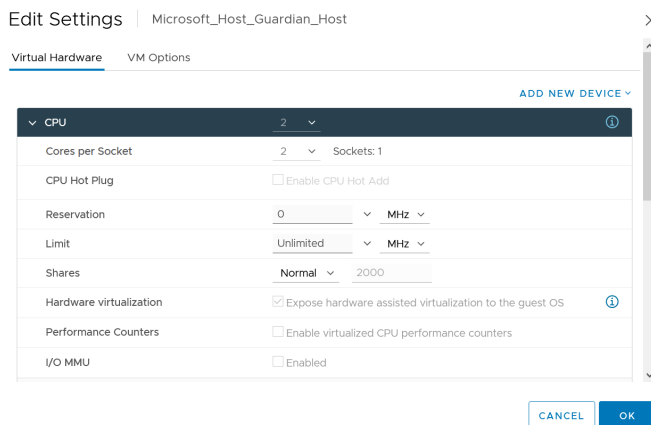 Edit Settings Microsoft_Host_Guardian_Host
Virtual Hardware VM Options
ADD NEW DEVICE
CPU 2
Cores per Socket 2 Sockets: 1
CPU Hot Plug Enable CPU Hot Add
Reservation 0 MHz
Limit Unlimited MHz
Shares Normal 2000
Hardware virtualization Expose hardware assisted virtualization to the guest OS
Performance Counters Enable virtualized CPU performance counters
I/O MMU Enabled
CANCEL OK